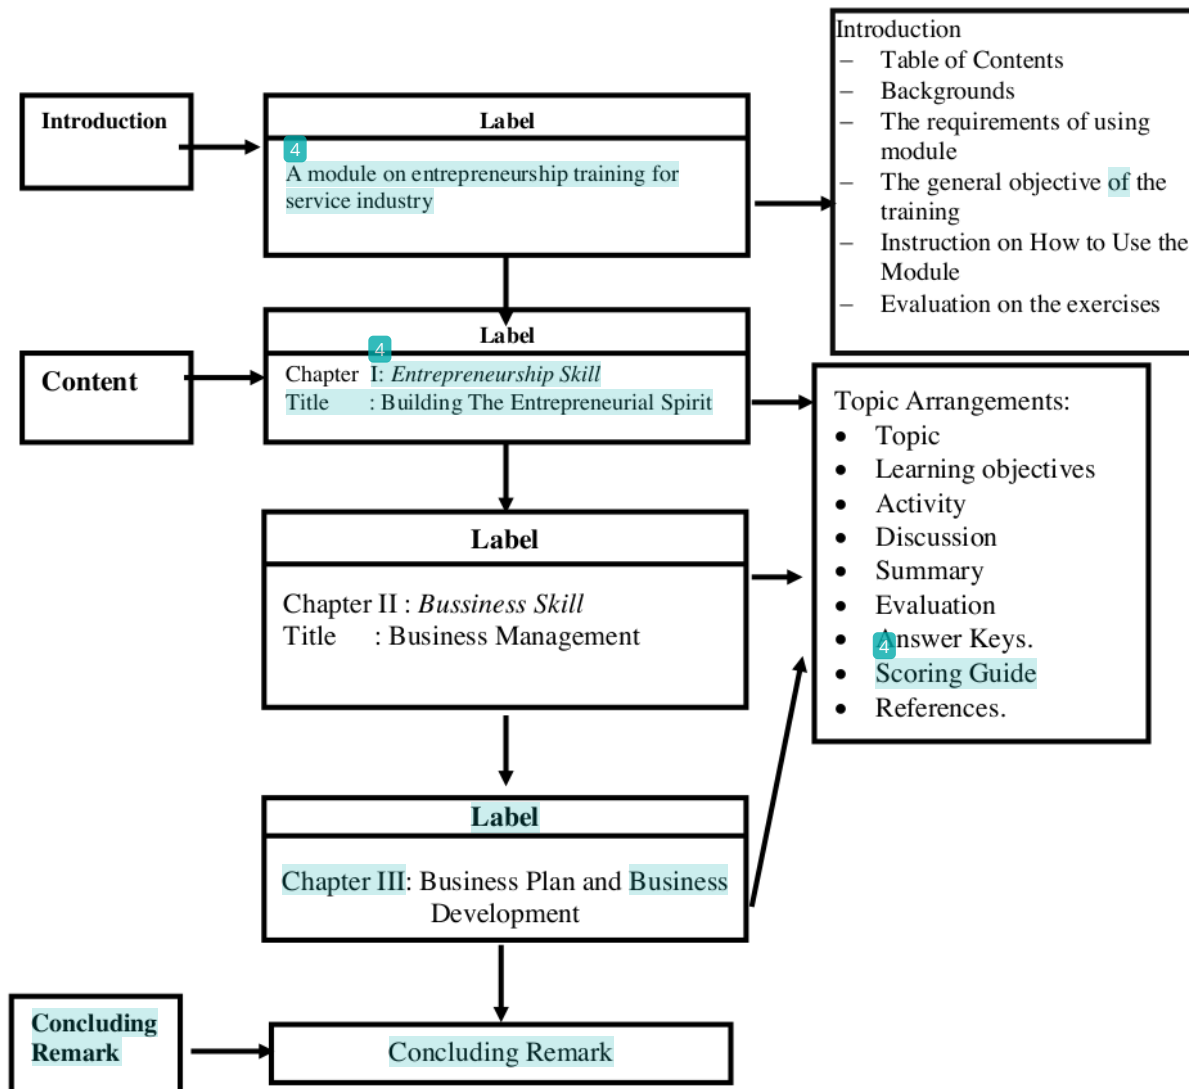 Introduction
Label
4
A module on entrepreneurship training for
service industry
Introduction
– Table of Contents
– Backgrounds
– The requirements of using
module
– The general objective of the
training
– Instruction on How to Use the
Module
– Evaluation on the exercises
Content
Label
4
Chapter I: Entrepreneurship Skill
Title : Building The Entrepreneurial Spirit
Topic Arrangements:
• Topic
• Learning objectives
• Activity
• Discussion
• Summary
• Evaluation
• Answer Keys.
4
• Scoring Guide
• References.
Label
Chapter II : Bussiness Skill
Title : Business Management
Label
Chapter III: Business Plan and Business
Development
Concluding
Remark
Concluding Remark